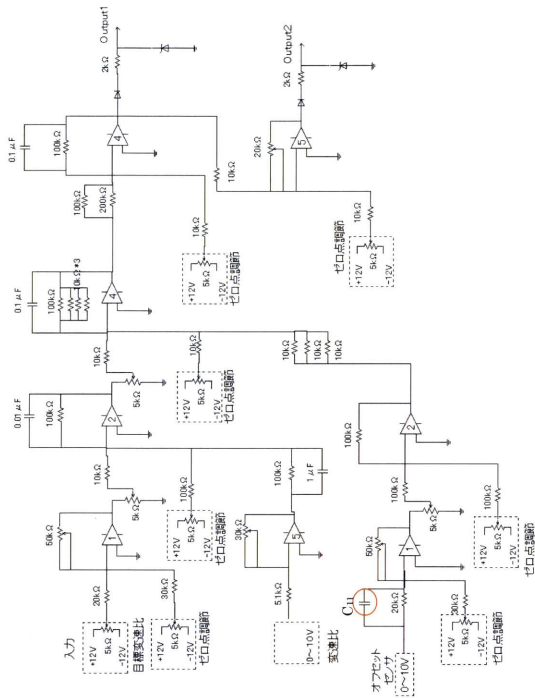 入力
+12V
5kΩ
-12V
目標変速比
20kΩ
50kΩ
1
+12V
5kΩ
-12V
30kΩ
ゼロ点調節
5kΩ
10kΩ
0.01μF
100kΩ
2
+12V
5kΩ
-12V
100kΩ
ゼロ点調節
5kΩ
10kΩ
0.1μF
100kΩ
10kΩ*3
4
+12V
5kΩ
-12V
10kΩ
ゼロ点調節
100kΩ
200kΩ
0.1μF
100kΩ
4
2kΩ
Output1
+12V
5kΩ
-12V
10kΩ
ゼロ点調節
10kΩ
20kΩ
5
2kΩ
Output2
+12V
5kΩ
-12V
10kΩ
ゼロ点調節
0~10V
変速比
51kΩ
30kΩ
5
100kΩ
1μF
オフセット
センサ
0~10V
C11
20kΩ
50kΩ
1
+12V
5kΩ
-12V
30kΩ
ゼロ点調節
5kΩ
100kΩ
100kΩ
2
+12V
5kΩ
-12V
100kΩ
ゼロ点調節
10kΩ
10kΩ
10kΩ